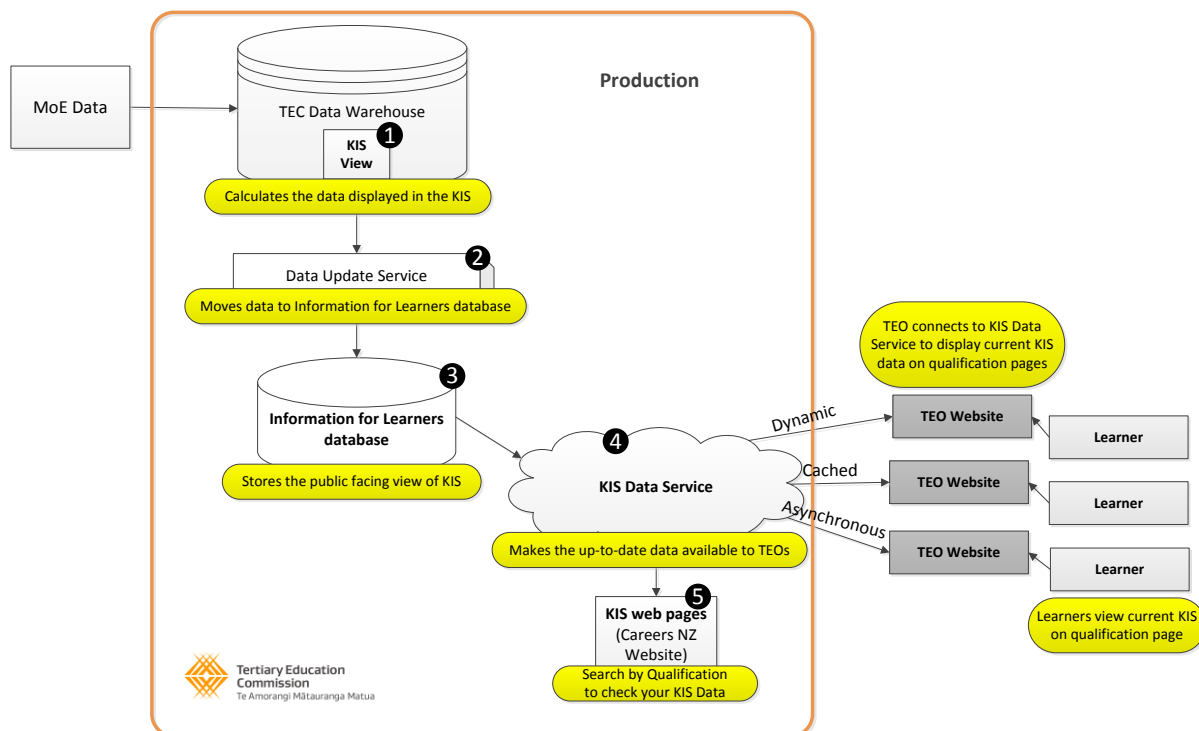 Production
MoE Data
TEC Data Warehouse
1
KIS
View
Calculates the data displayed in the KIS
2
Data Update Service
Moves data to Information for Learners database
3
Information for Learners
database
Stores the public facing view of KIS
4
KIS Data Service
Makes the up-to-date data available to TEOs
5
KIS web pages
(Careers NZ
Website)
Search by Qualification
to check your KIS Data
TEO connects to KIS Data
Service to display current KIS
data on qualification pages
Dynamic
TEO Website
Learner
Cached
TEO Website
Learner
Asynchronous
TEO Website
Learner
Learners view current KIS
on qualification page
Tertiary Education
Commission
Te Amorangi Mātauranga Matua